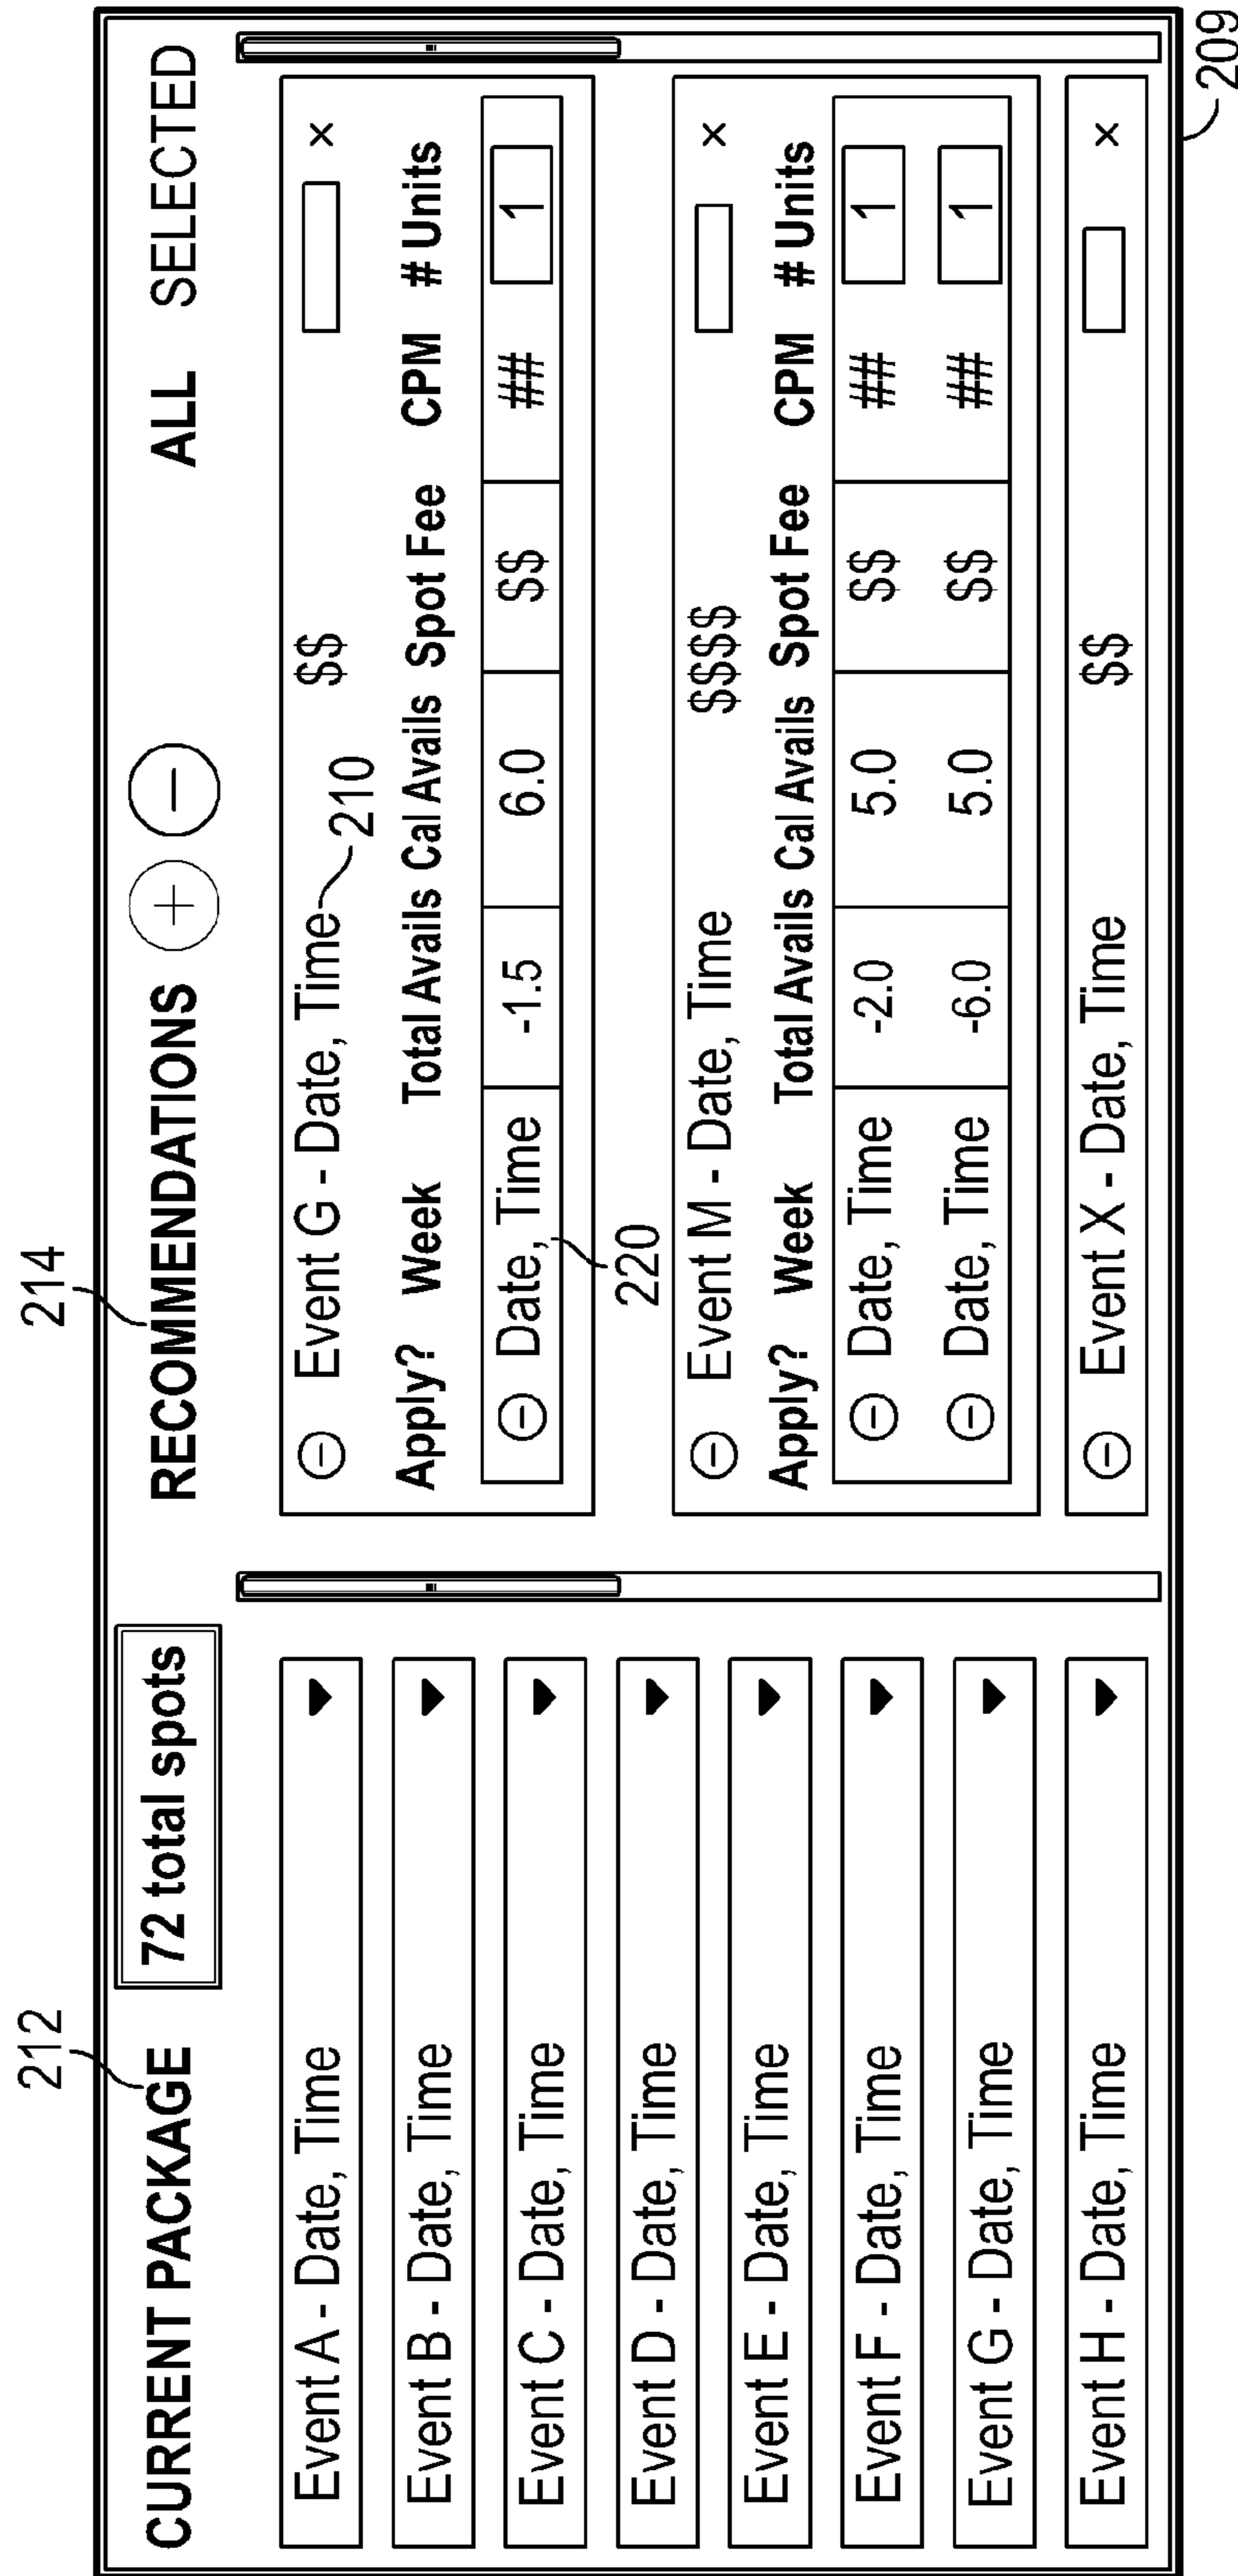 212
214
CURRENT PACKAGE
72 total spots
Event A - Date, Time
Event B - Date, Time
Event C - Date, Time
Event D - Date, Time
Event E - Date, Time
Event F - Date, Time
Event G - Date, Time
Event H - Date, Time
RECOMMENDATIONS + − ALL SELECTED
− Event G - Date, Time $$ ×
210
Apply? Week Total Avails Cal Avails Spot Fee CPM # Units
− Date, Time -1.5 6.0 $$ ## 1
220
− Event M - Date, Time $$$$ ×
Apply? Week Total Avails Cal Avails Spot Fee CPM # Units
− Date, Time -2.0 5.0 $$ ## 1
− Date, Time -6.0 5.0 $$ ## 1
− Event X - Date, Time $$ ×
209